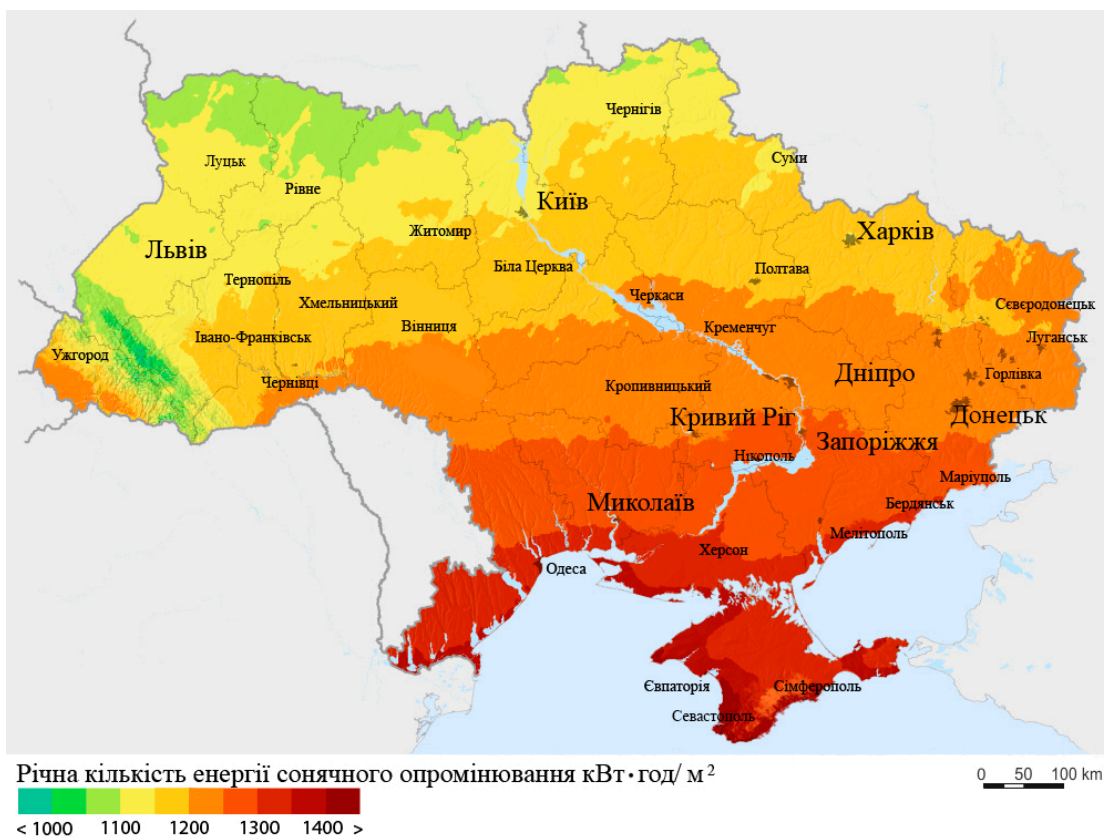 Чернігів
Суми
Луцьк
Рівне
Київ
Житомир
Харків
Львів
Біла Церква
Полтава
Тернопіль
Хмельницький
Черкаси
Сєвєродонецьк
Вінниця
Кременчуг
Івано-Франківськ
Луганськ
Ужгород
Чернівці
Дніпро
Горлівка
Кропивницький
Кривий Ріг
Донецьк
Запоріжжя
Нікополь
Маріуполь
Миколаїв
Бердянськ
Мелітополь
Херсон
Одеса
Євпаторія
Сімферополь
Севастополь
Річна кількість енергії сонячного опромінювання кВт·год/ м²
0 50 100 km
< 1000 1100 1200 1300 1400 >